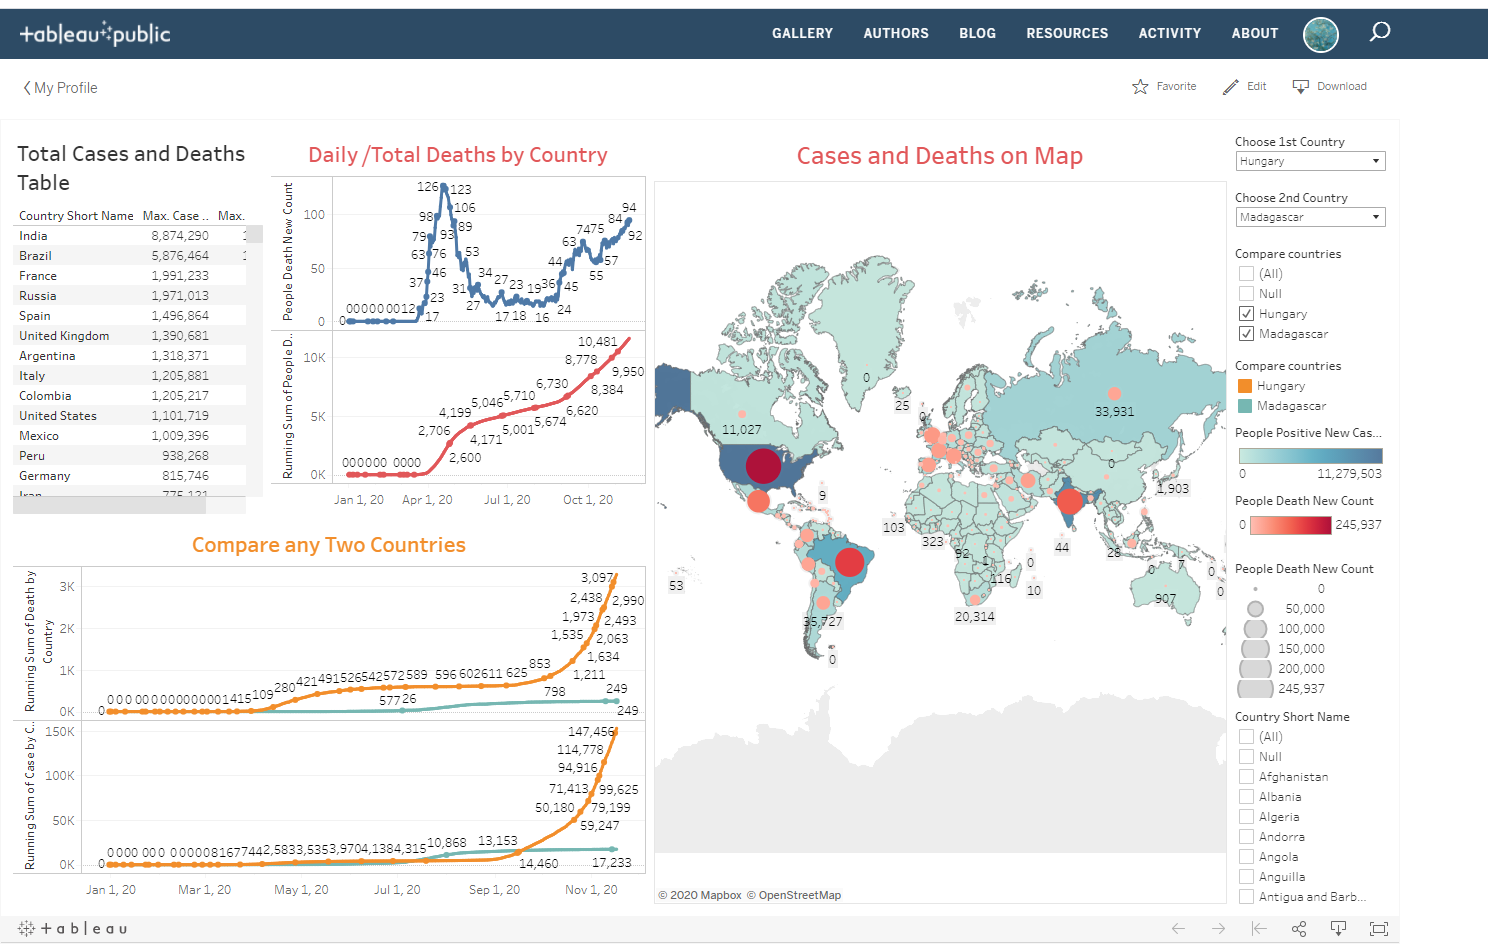 +ableau public
GALLERY AUTHORS BLOG RESOURCES ACTIVITY ABOUT
My Profile
Favorite Edit Download
Total Cases and Deaths
Table
Country Short Name Max. Case .. Max.
India 8,874,290 1
Brazil 5,876,464 1
France 1,991,233
Russia 1,971,013
Spain 1,496,864
United Kingdom 1,390,681
Argentina 1,318,371
Italy 1,205,881
Colombia 1,205,217
United States 1,101,719
Mexico 1,009,396
Peru 938,268
Germany 815,746
Iran 775,121
Daily /Total Deaths by Country
People Death New Count
100
50
0
126 123
106
98
89
79 93
63 76
46
37
23
17
53
34
31
27
27 23
17 18
19 36
16
45
24
44
63
74 75
84
94
92
57
55
0 000000 00012
Running Sum of People D..
10K
5K
0K
10,481
8,778
9,950
6,730
8,384
5,046 5,710
4,199
6,620
5,674
5,001
2,706
4,171
2,600
000000 0000
Jan 1, 20 Apr 1, 20 Jul 1, 20 Oct 1, 20
Compare any Two Countries
Running Sum of Death by
Country
3K
2K
1K
0K
3,097
2,438 2,990
1,973 2,493
1,535 2,063
1,634
853
1,211
798
280 421 491 526 542 572 589 596 602 611 625
109
0 000 0000000001415
577 26
249
249
Running Sum of Case by C..
150K
100K
50K
0K
147,456
114,778
94,916
71,413 99,625
50,180 79,199
59,247
10,868 13,153
14,460 17,233
0 0000 000 00000816 77442,5833,5353,9704,1384,315
Jan 1, 20 Mar 1, 20 May 1, 20 Jul 1, 20 Sep 1, 20 Nov 1, 20
Cases and Deaths on Map
0
25
0
33,931
11,027
0
1,903
9
103
323
92
1
44
28
0
116
10
0
7
0
0
53
907
20,314
35,727
0
© 2020 Mapbox © OpenStreetMap
Choose 1st Country
Hungary
Choose 2nd Country
Madagascar
Compare countries
(All)
Null
Hungary
Madagascar
Compare countries
Hungary
Madagascar
People Positive New Cas...
0 11,279,503
People Death New Count
0 245,937
People Death New Count
0
50,000
100,000
150,000
200,000
245,937
Country Short Name
(All)
Null
Afghanistan
Albania
Algeria
Andorra
Angola
Anguilla
Antigua and Barb...
+ a b l e a u